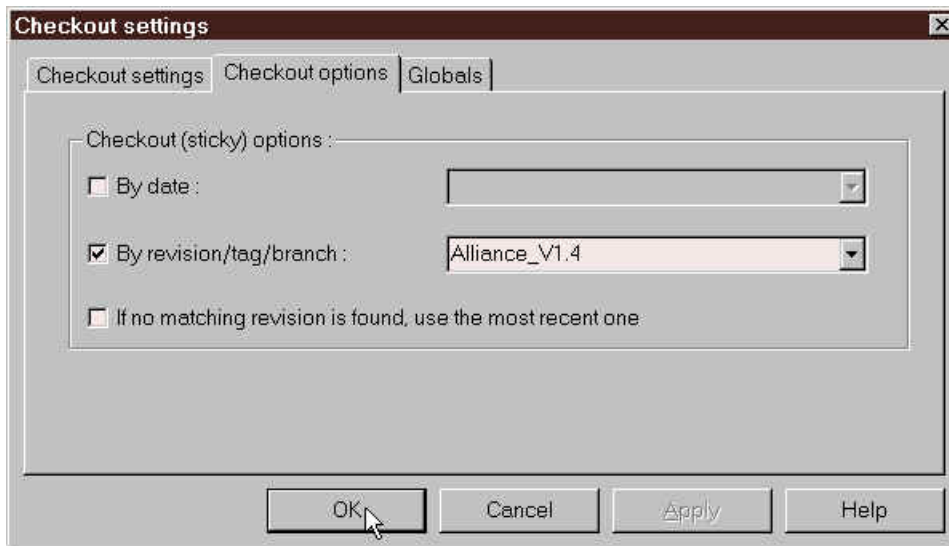 Checkout settings
Checkout settings Checkout options Globals
Checkout (sticky) options :
By date :
By revision/tag/branch : Alliance_V1.4
If no matching revision is found, use the most recent one
OK Cancel Apply Help